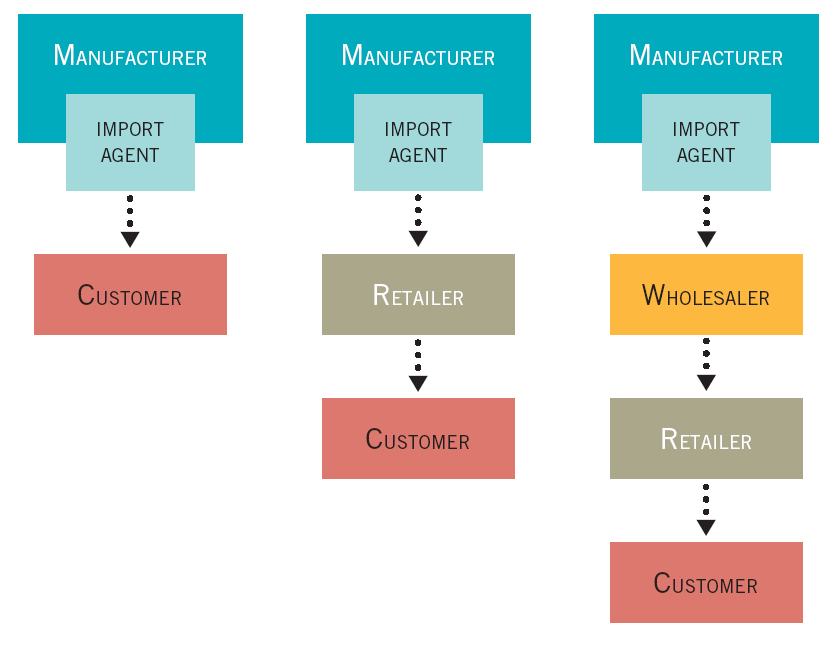 MANUFACTURER
IMPORT
AGENT
CUSTOMER
MANUFACTURER
IMPORT
AGENT
RETAILER
CUSTOMER
MANUFACTURER
IMPORT
AGENT
WHOLESALER
RETAILER
CUSTOMER